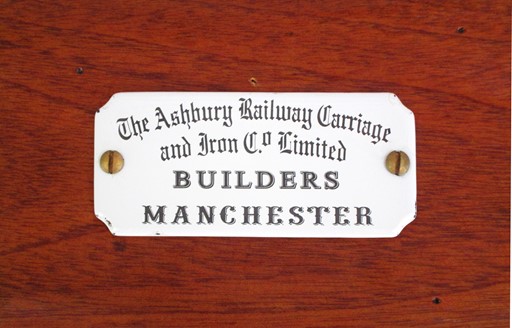 The Ashbury Railway Carriage
and Iron Co Limited
BUILDERS
MANCHESTER